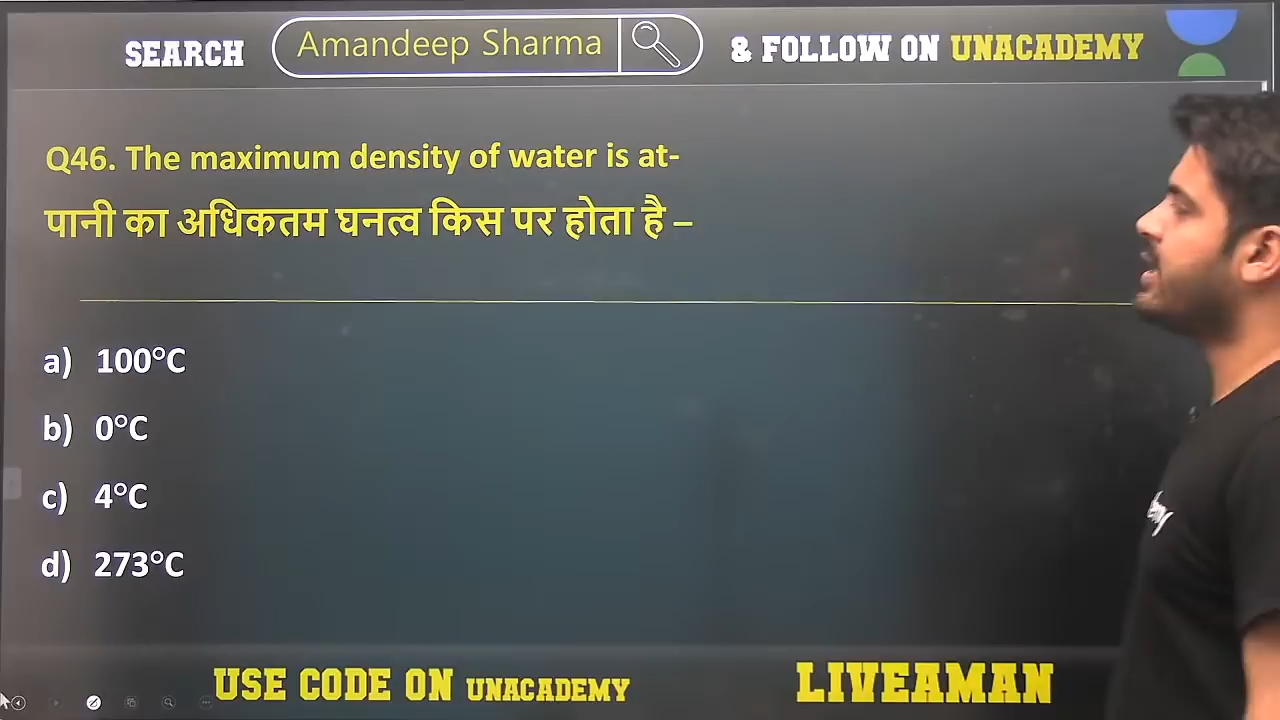 SEARCH Amandeep Sharma & FOLLOW ON UNACADEMY
Q46. The maximum density of water is at-
पानी का अधिकतम घनत्व किस पर होता है –
a) 100°C
b) 0°C
c) 4°C
d) 273°C
USE CODE ON UNACADEMY LIVEAMAN